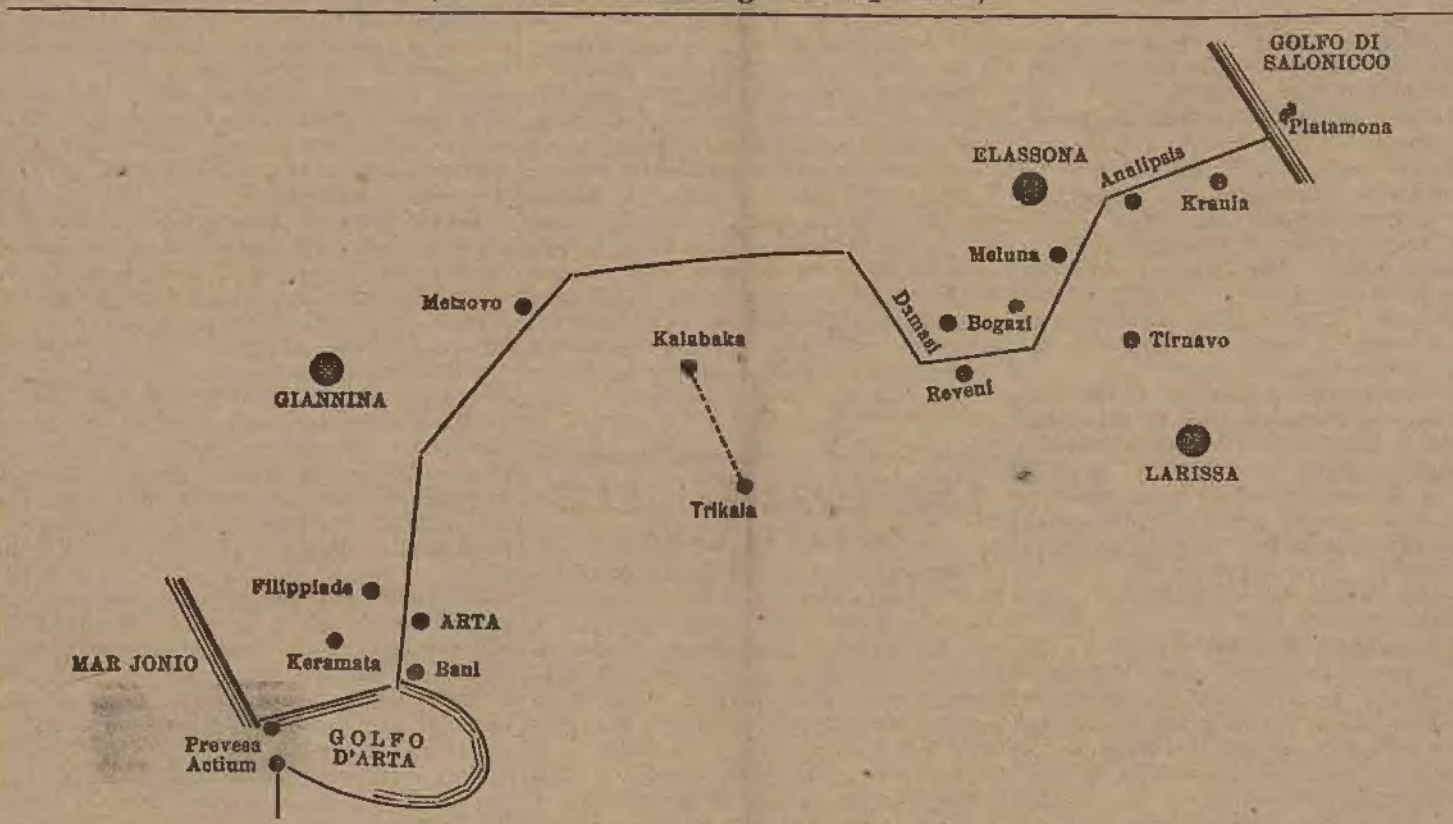 GOLFO DI
SALONICCO
Platamona
ELASSONA
Analipsis
Krania
Meluna
Metzovo
Damasi
Bogazi
Kalabaka
Tirnavo
GIANNINA
Reveni
LARISSA
Trikala
Filippiada
ARTA
MAR JONIO
Keramata
Bani
Prevesa
Actium
GOLFO
D'ARTA